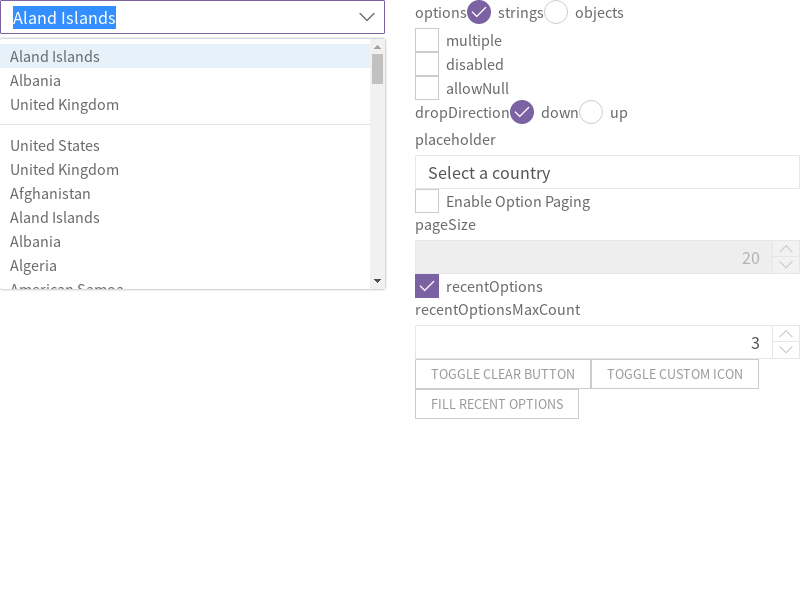 Aland Islands
Aland Islands
Albania
United Kingdom
United States
United Kingdom
Afghanistan
Aland Islands
Albania
Algeria
American Samoa
options strings objects
multiple
disabled
allowNull
dropDirection down up
placeholder
Select a country
Enable Option Paging
pageSize
20
recentOptions
recentOptionsMaxCount
3
TOGGLE CLEAR BUTTON TOGGLE CUSTOM ICON
FILL RECENT OPTIONS